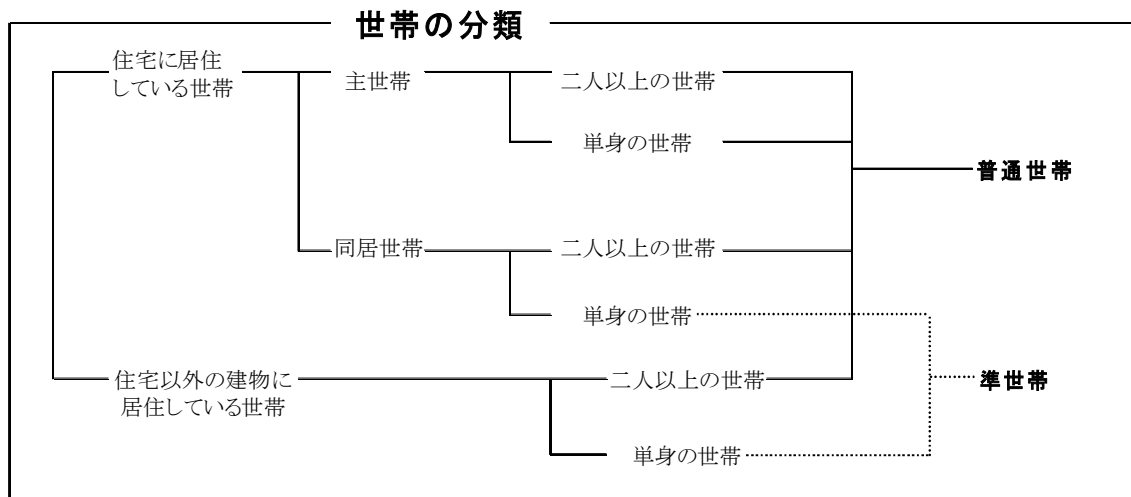 世帯の分類
住宅に居住
している世帯
主世帯
二人以上の世帯
単身の世帯
普通世帯
同居世帯
二人以上の世帯
単身の世帯
住宅以外の建物に
居住している世帯
二人以上の世帯
準世帯
単身の世帯